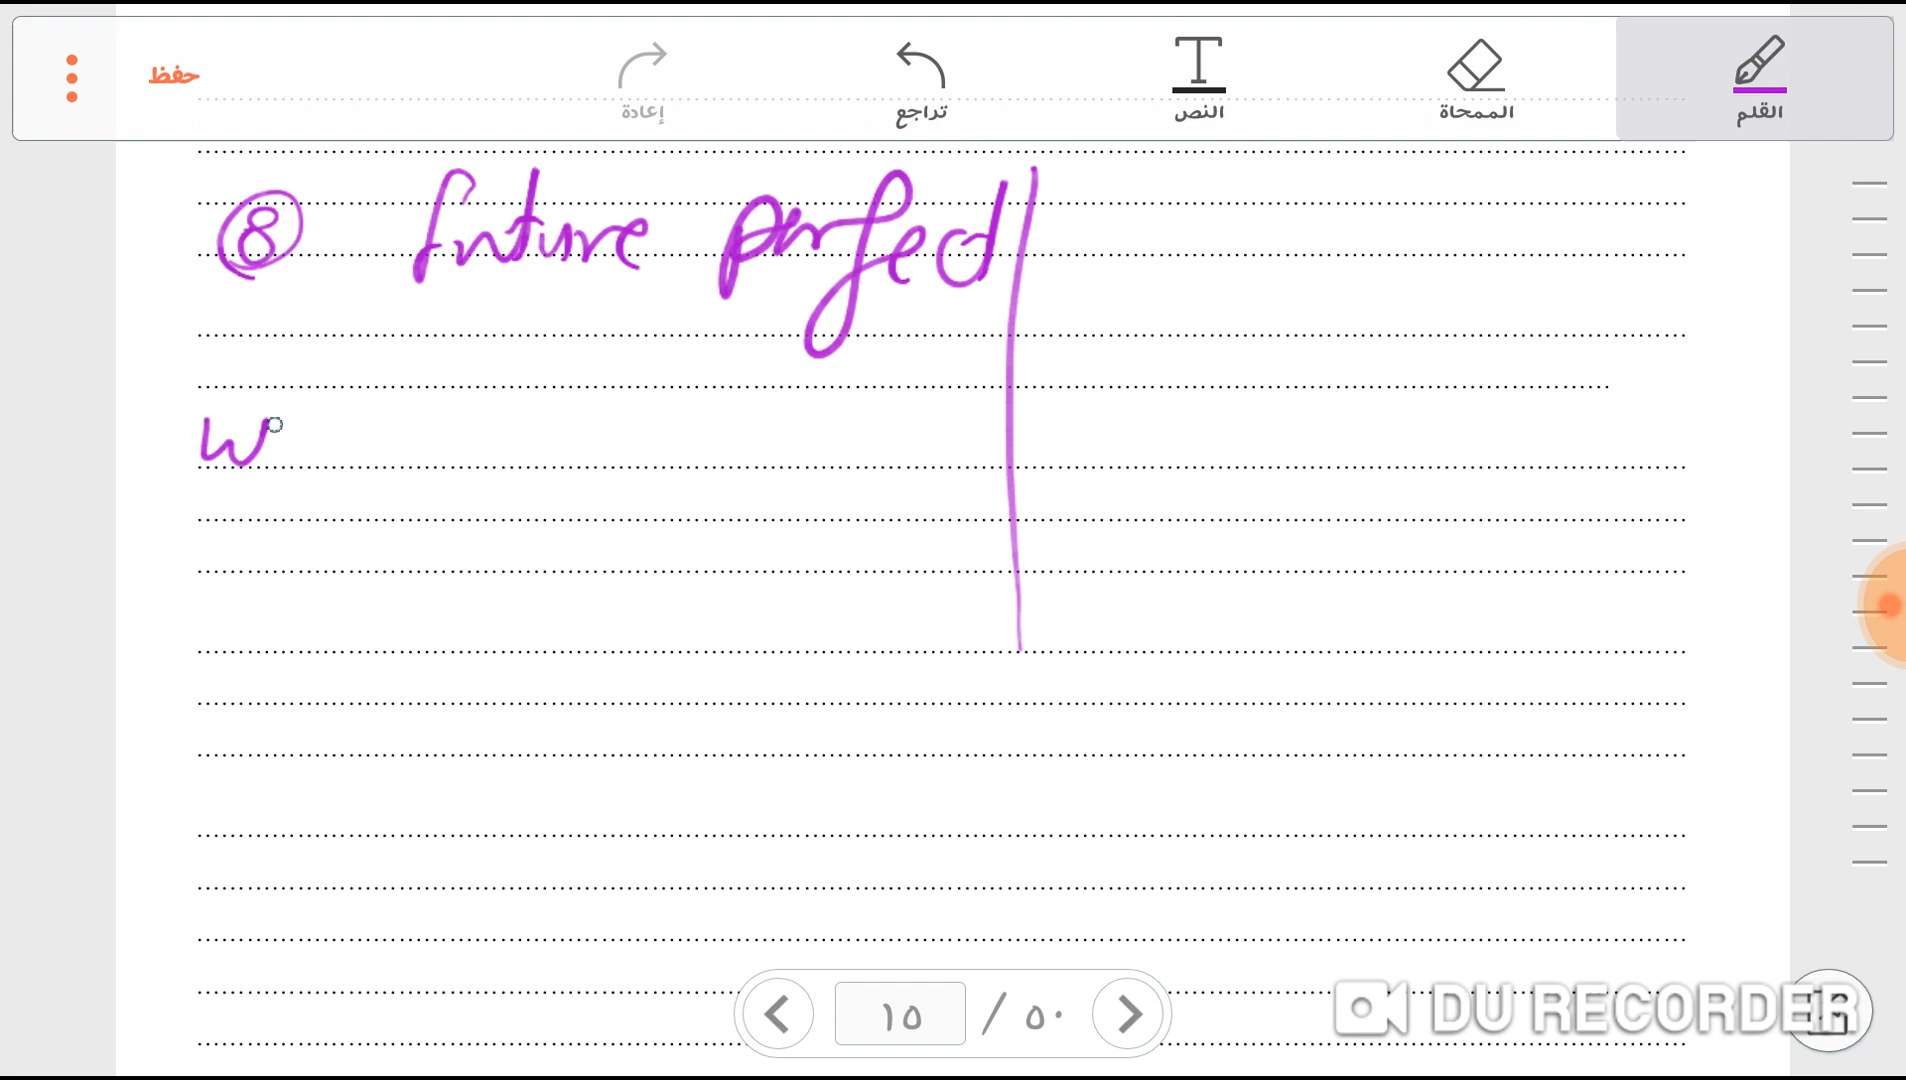 حفظ إعادة تراجع النص الممحاة القلم
8 future perfect
w
١٥ / ٥٠
DU RECORDER